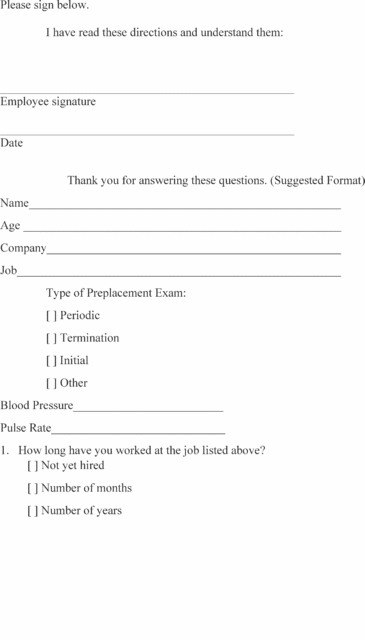 Please sign below.
I have read these directions and understand them:
Employee signature
Date
Thank you for answering these questions. (Suggested Format)
Name
Age
Company
Job
Type of Preplacement Exam:
[ ] Periodic
[ ] Termination
[ ] Initial
[ ] Other
Blood Pressure
Pulse Rate
1. How long have you worked at the job listed above?
[ ] Not yet hired
[ ] Number of months
[ ] Number of years